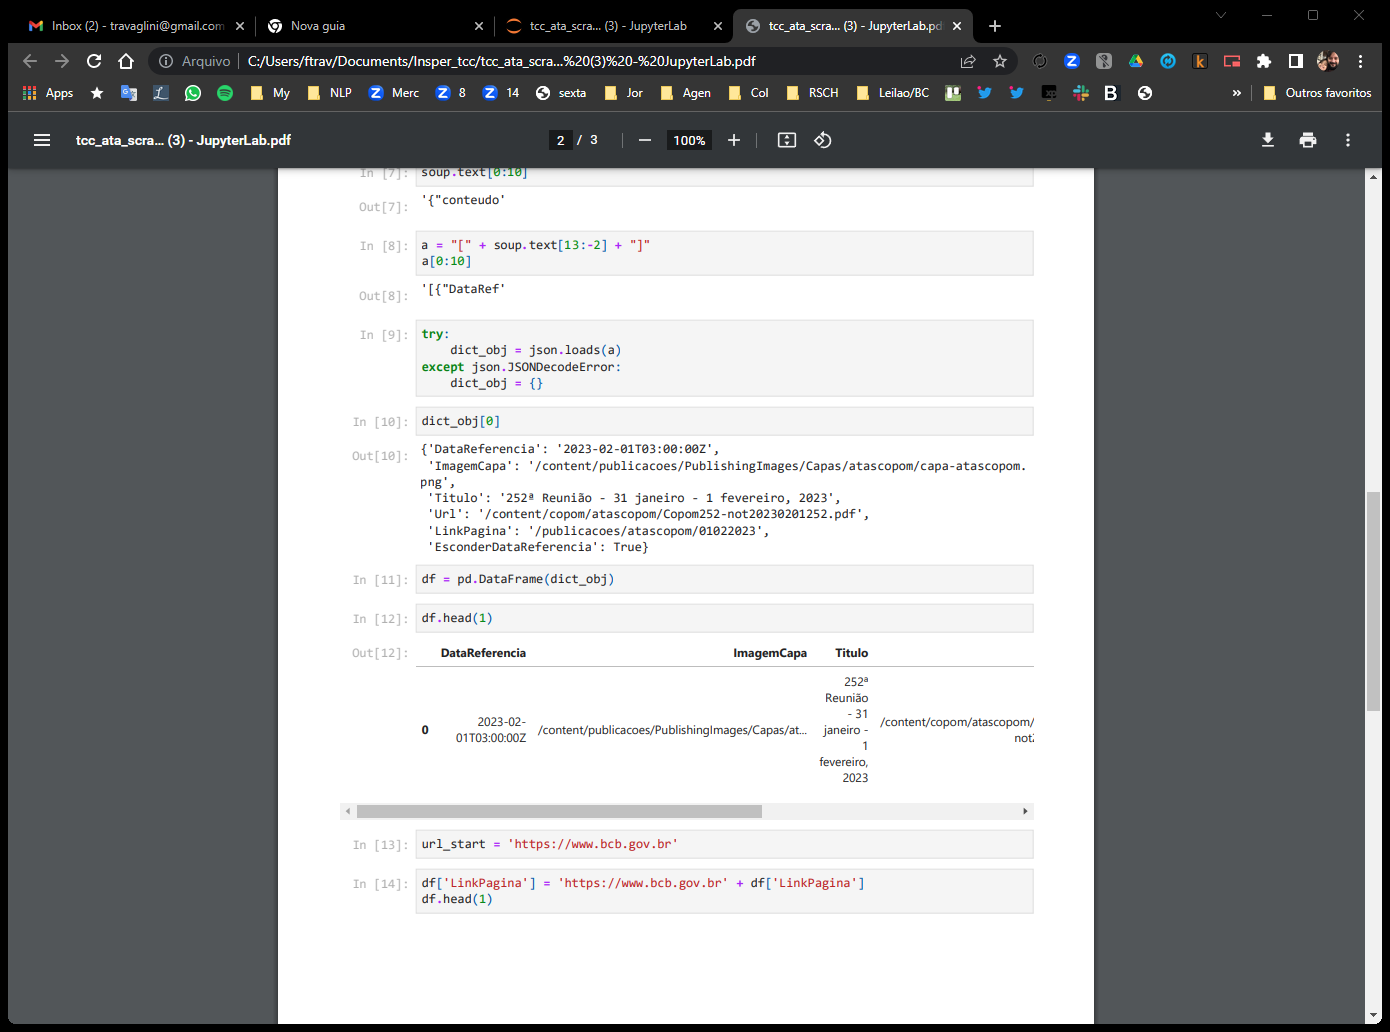 Inbox (2) - travaglini@gmail.com
Nova guia
tcc_ata_scra... (3) - JupyterLab
tcc_ata_scra... (3) - JupyterLab.pd
Arquivo
C:/Users/ftrav/Documents/Insper_tcc/tcc_ata_scra...%20(3)%20-%20JupyterLab.pdf
Apps
My
NLP
Merc
8
14
sexta
Jor
Agen
Col
RSCH
Leilao/BC
B
»
Outros favoritos
tcc_ata_scra... (3) - JupyterLab.pdf
2 / 3
100%
In [7]: soup.text[0:10]
Out[7]: '{"conteudo'
In [8]: a = "[" + soup.text[13:-2] + "]"
a[0:10]
Out[8]: '[{"DataRef'
In [9]: try:
dict_obj = json.loads(a)
except json.JSONDecodeError:
dict_obj = {}
In [10]: dict_obj[0]
Out[10]: {'DataReferencia': '2023-02-01T03:00:00Z',
'ImagemCapa': '/content/publicacoes/PublishingImages/Capas/atascopom/capa-atascopom.
png',
'Titulo': '252ª Reunião - 31 janeiro - 1 fevereiro, 2023',
'Url': '/content/copom/atascopom/Copom252-not20230201252.pdf',
'LinkPagina': '/publicacoes/atascopom/01022023',
'EsconderDataReferencia': True}
In [11]: df = pd.DataFrame(dict_obj)
In [12]: df.head(1)
Out[12]:
DataReferencia ImagemCapa Titulo
252ª
Reunião
- 31
0 2023-02-
01T03:00:00Z /content/publicacoes/PublishingImages/Capas/at... janeiro - /content/copom/atascopom/
1 not
fevereiro,
2023
In [13]: url_start = 'https://www.bcb.gov.br'
In [14]: df['LinkPagina'] = 'https://www.bcb.gov.br' + df['LinkPagina']
df.head(1)